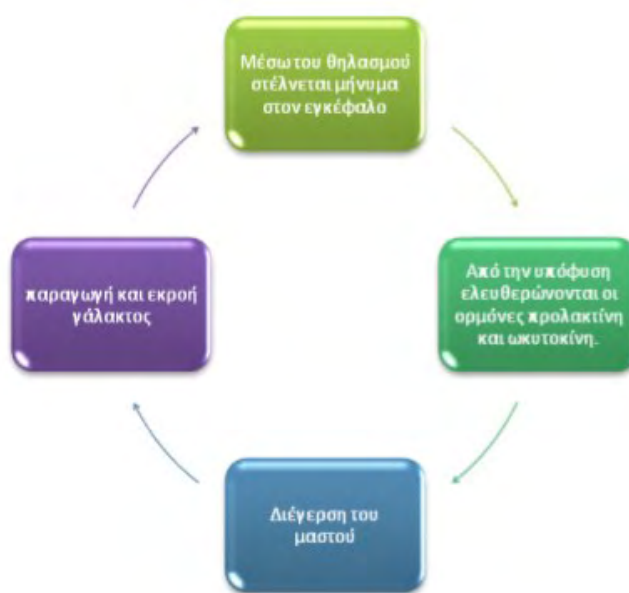 Μέσω του θηλασμού
στέλνεται μήνυμα
στον εγκέφαλο
Από την υπόφυση
ελευθερώνονται οι
ορμόνες προλακτίνη
και ωκυτοκίνη.
Διέγερση του
μαστού
παραγωγή και εκροή
γάλακτος